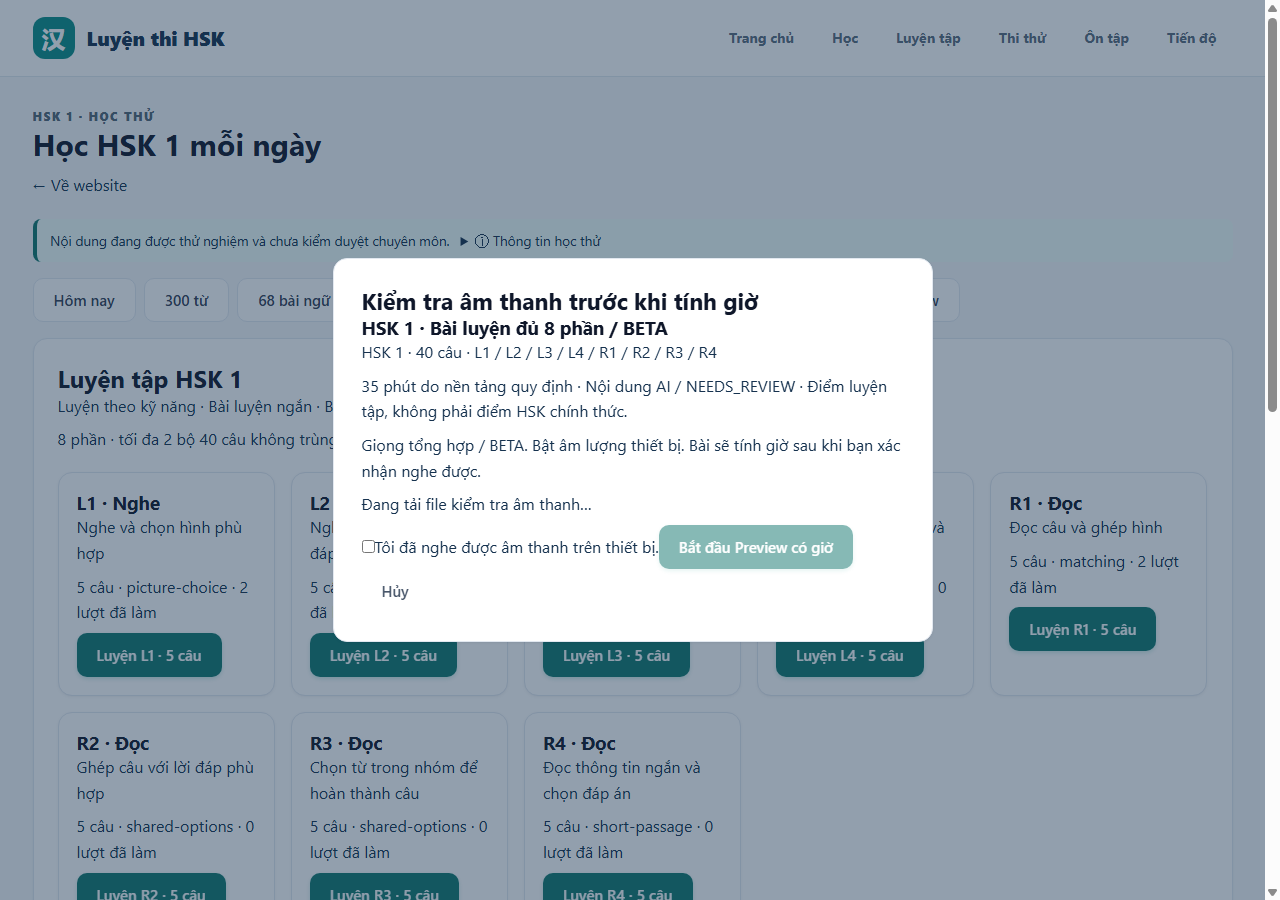 汉 Luyện thi HSK
Trang chủ Học Luyện tập Thi thử Ôn tập Tiến độ
HSK 1 · HỌC THỬ
Học HSK 1 mỗi ngày
← Về website
Nội dung đang được thử nghiệm và chưa kiểm duyệt chuyên môn. ▶ ⓘ Thông tin học thử
Hôm nay 300 từ 68 bài ngữ
Kiểm tra âm thanh trước khi tính giờ
HSK 1 · Bài luyện đủ 8 phần / BETA
HSK 1 · 40 câu · L1 / L2 / L3 / L4 / R1 / R2 / R3 / R4
35 phút do nền tảng quy định · Nội dung AI / NEEDS_REVIEW · Điểm luyện
tập, không phải điểm HSK chính thức.
Giọng tổng hợp / BETA. Bật âm lượng thiết bị. Bài sẽ tính giờ sau khi bạn xác
nhận nghe được.
Đang tải file kiểm tra âm thanh...
Tôi đã nghe được âm thanh trên thiết bị. Bắt đầu Preview có giờ
Hủy
Luyện tập HSK 1
Luyện theo kỹ năng · Bài luyện ngắn · B
8 phần · tối đa 2 bộ 40 câu không trùng
L1 · Nghe
Nghe và chọn hình phù
hợp
5 câu · picture-choice · 2
lượt đã làm
Luyện L1 · 5 câu
L2
đáp
5 câ
đã
Luyện L2 · 5 câu
Luyện L3 · 5 câu
và
0
Luyện L4 · 5 câu
R1 · Đọc
Đọc câu và ghép hình
5 câu · matching · 2 lượt
đã làm
Luyện R1 · 5 câu
R2 · Đọc
Ghép câu với lời đáp phù
hợp
5 câu · shared-options · 0
lượt đã làm
Luyện R2 · 5 câu
R3 · Đọc
Chọn từ trong nhóm để
hoàn thành câu
5 câu · shared-options · 0
lượt đã làm
Luyện R3 · 5 câu
R4 · Đọc
Đọc thông tin ngắn và
chọn đáp án
5 câu · short-passage · 0
lượt đã làm
Luyện R4 · 5 câu